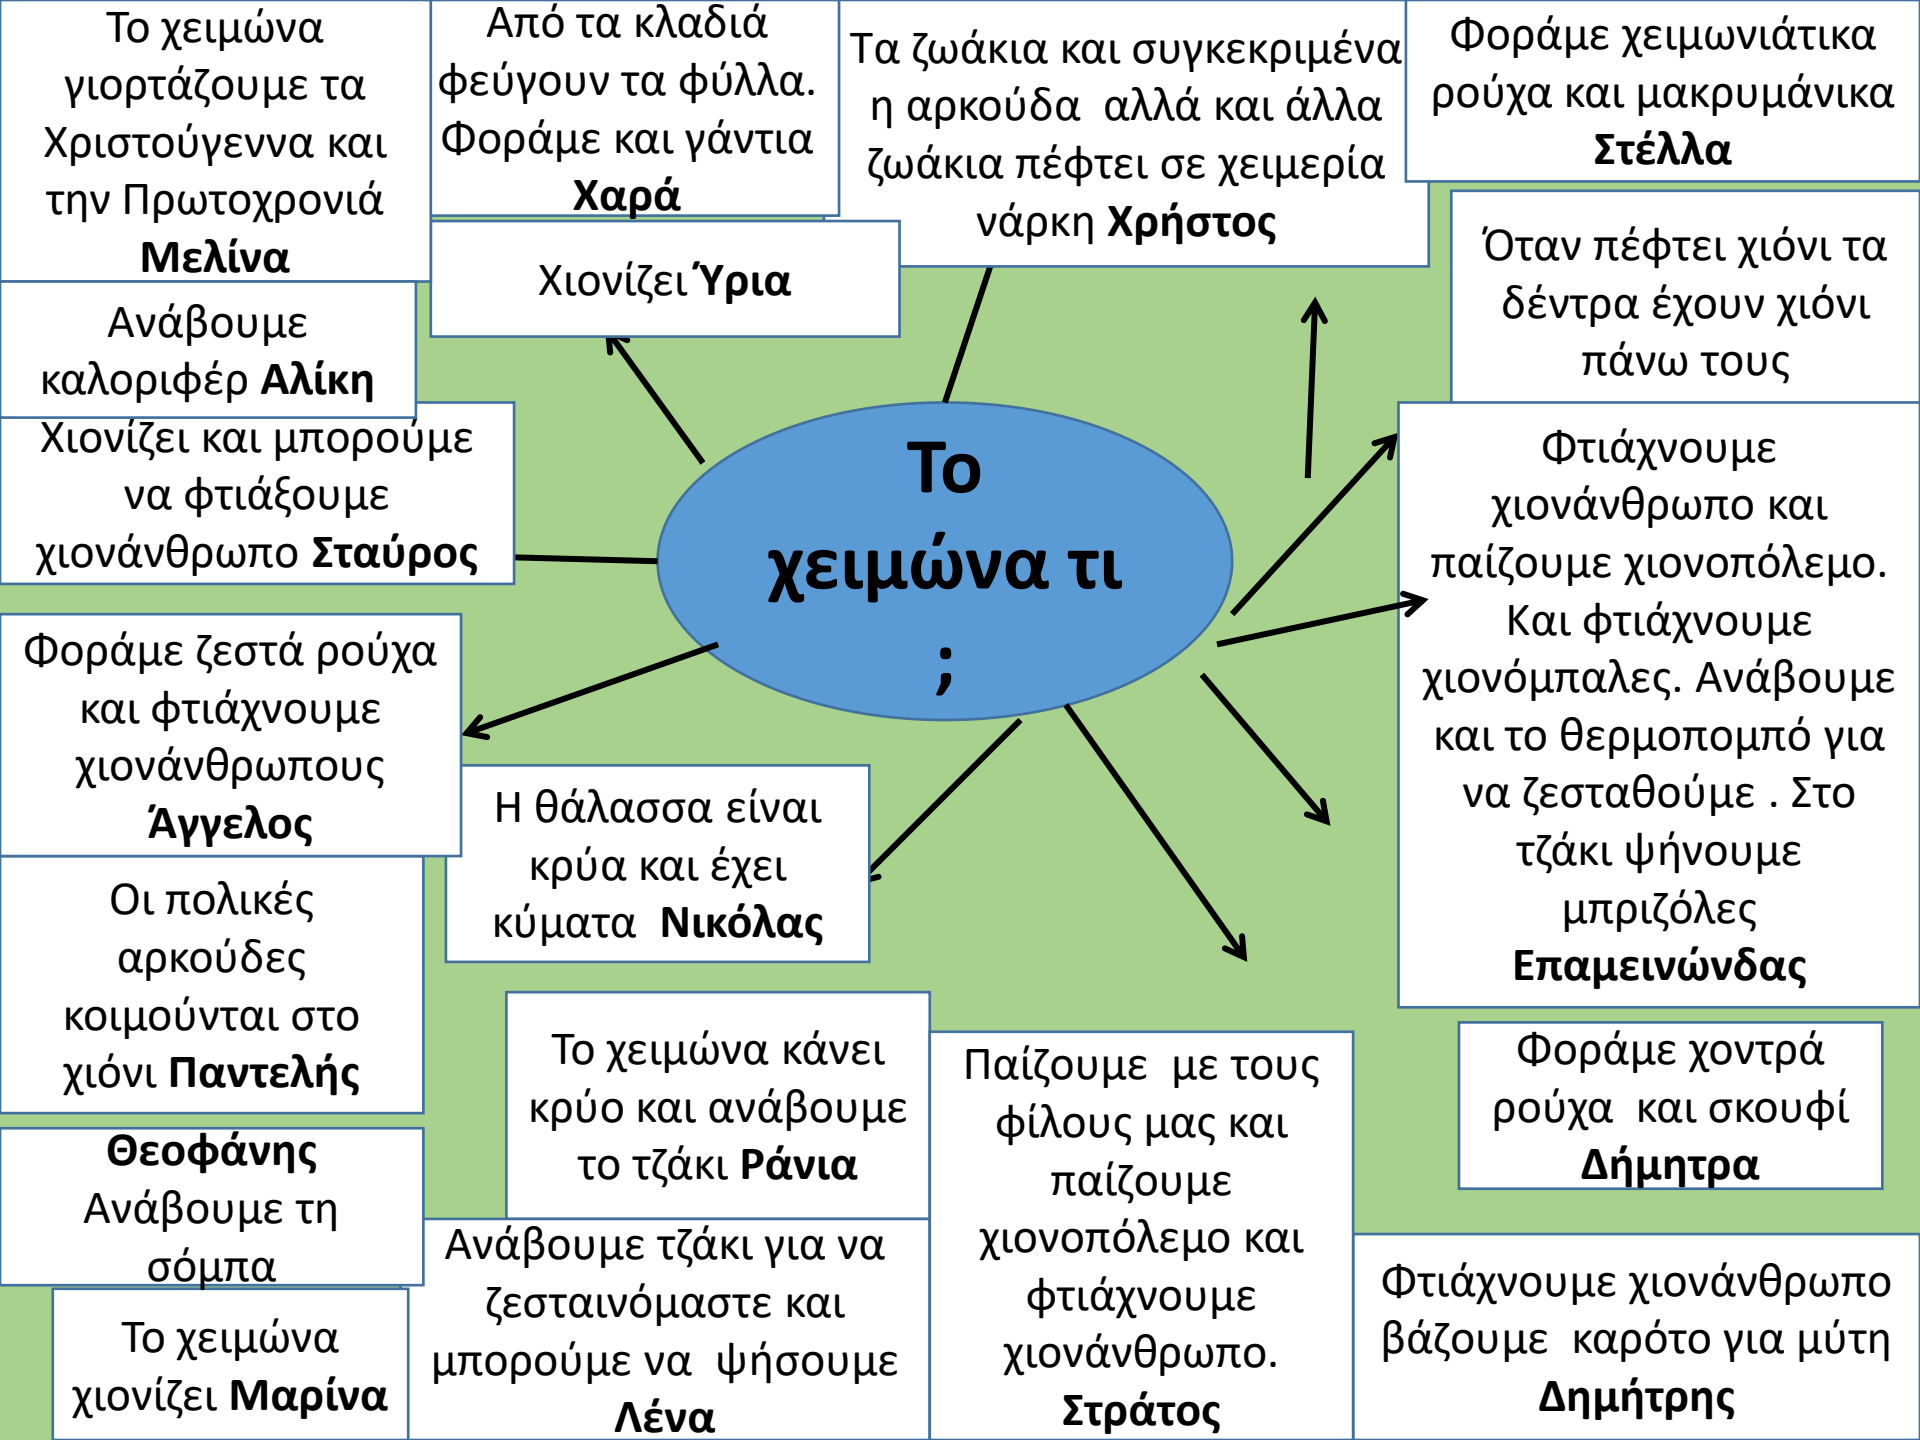 Το χειμώνα
γιορτάζουμε τα
Χριστούγεννα και
την Πρωτοχρονιά
Μελίνα
Από τα κλαδιά
φεύγουν τα φύλλα.
Φοράμε και γάντια
Χαρά
Τα ζωάκια και συγκεκριμένα
η αρκούδα αλλά και άλλα
ζωάκια πέφτει σε χειμερία
νάρκη Χρήστος
Φοράμε χειμωνιάτικα
ρούχα και μακρυμάνικα
Στέλλα
Χιονίζει Ύρια
Όταν πέφτει χιόνι τα
δέντρα έχουν χιόνι
πάνω τους
Ανάβουμε
καλοριφέρ Αλίκη
Χιονίζει και μπορούμε
να φτιάξουμε
χιονάνθρωπο Σταύρος
Το
χειμώνα τι
;
Φτιάχνουμε
χιονάνθρωπο και
παίζουμε χιονοπόλεμο.
Και φτιάχνουμε
χιονόμπαλες. Ανάβουμε
και το θερμοπομπό για
να ζεσταθούμε . Στο
τζάκι ψήνουμε
μπριζόλες
Επαμεινώνδας
Φοράμε ζεστά ρούχα
και φτιάχνουμε
χιονάνθρωπους
Άγγελος
Η θάλασσα είναι
κρύα και έχει
κύματα Νικόλας
Οι πολικές
αρκούδες
κοιμούνται στο
χιόνι Παντελής
Το χειμώνα κάνει
κρύο και ανάβουμε
το τζάκι Ράνια
Παίζουμε με τους
φίλους μας και
παίζουμε
χιονοπόλεμο και
φτιάχνουμε
χιονάνθρωπο.
Στράτος
Φοράμε χοντρά
ρούχα και σκουφί
Δήμητρα
Θεοφάνης
Ανάβουμε τη
σόμπα
Το χειμώνα
χιονίζει Μαρίνα
Ανάβουμε τζάκι για να
ζεσταινόμαστε και
μπορούμε να ψήσουμε
Λένα
Φτιάχνουμε χιονάνθρωπο
βάζουμε καρότο για μύτη
Δημήτρης